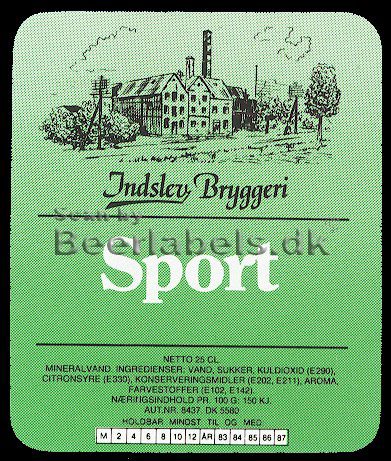 Indslev Bryggeri
Scan by
Beerlabels.dk
Sport
NETTO 25 CL.
MINERALVAND. INGREDIENSER: VAND, SUKKER, KULDIOXID (E290),
CITRONSYRE (E330), KONSERVERINGSMIDLER (E202, E211), AROMA,
FARVESTOFFER (E102, E142)
NÆRINGSINDHOLD PR. 100 G: 150 KJ.
AUT.NR. 8437. DK 5580
HOLDBAR MINDST TIL OG MED
M 2 4 6 8 10 12 ÅR 83 84 85 86 87